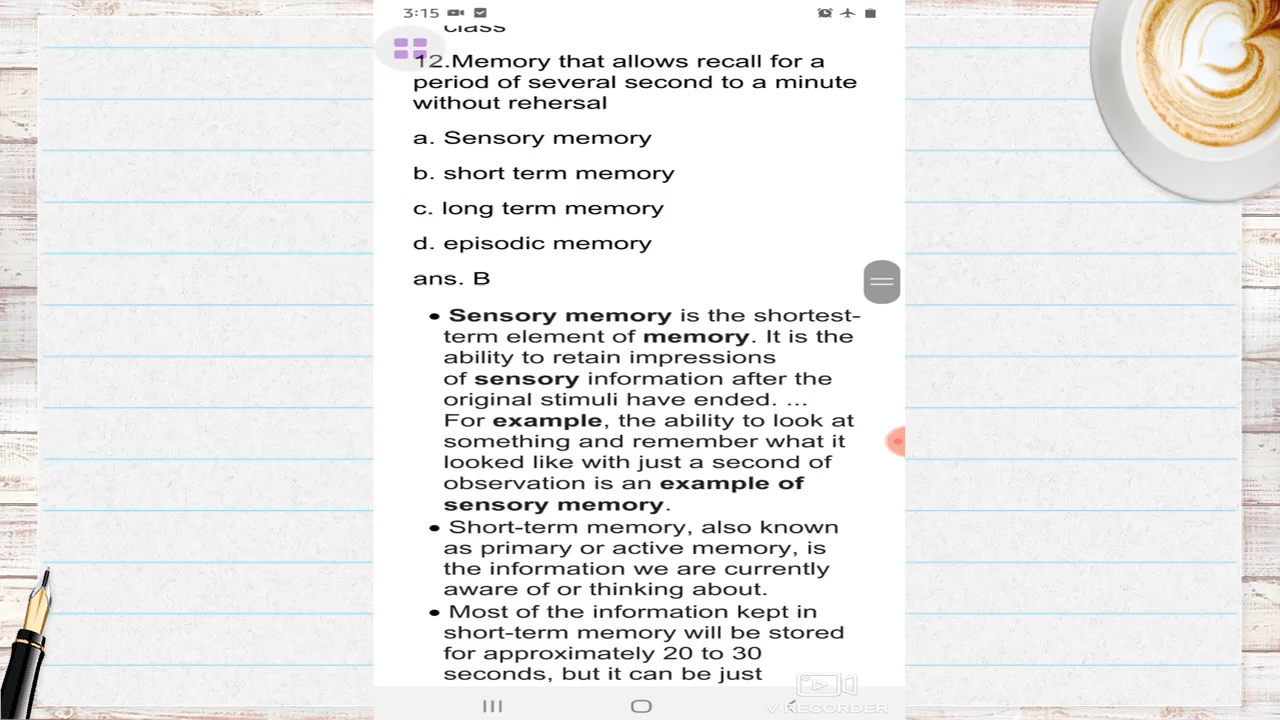 3:15
class
12.Memory that allows recall for a
period of several second to a minute
without rehersal
a. Sensory memory
b. short term memory
c. long term memory
d. episodic memory
ans. B
• Sensory memory is the shortest-
term element of memory. It is the
ability to retain impressions
of sensory information after the
original stimuli have ended. ...
For example, the ability to look at
something and remember what it
looked like with just a second of
observation is an example of
sensory memory.
• Short-term memory, also known
as primary or active memory, is
the information we are currently
aware of or thinking about.
• Most of the information kept in
short-term memory will be stored
for approximately 20 to 30
seconds, but it can be just
V RECORDER